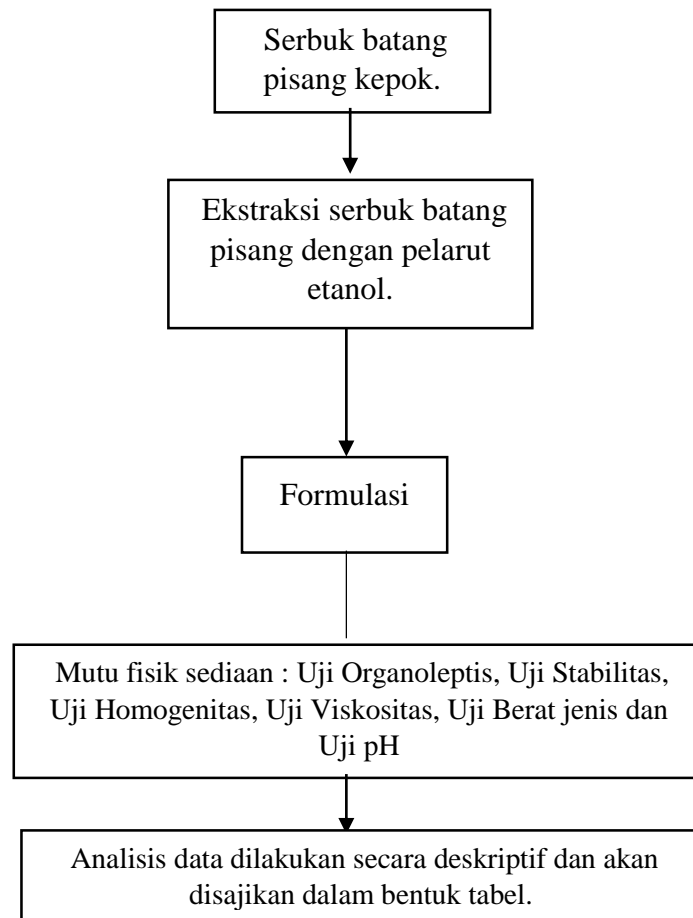 Serbuk batang
pisang kepok.
Ekstraksi serbuk batang
pisang dengan pelarut
etanol.
Formulasi
Mutu fisik sediaan : Uji Organoleptis, Uji Stabilitas,
Uji Homogenitas, Uji Viskositas, Uji Berat jenis dan
Uji pH
Analisis data dilakukan secara deskriptif dan akan
disajikan dalam bentuk tabel.